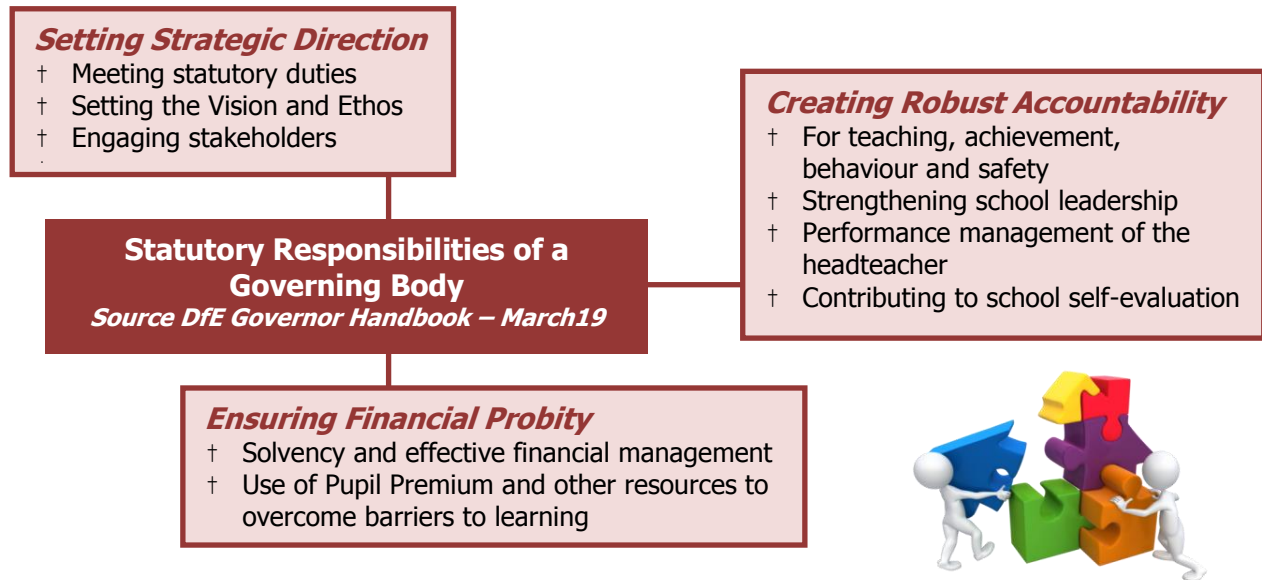 Setting Strategic Direction
† Meeting statutory duties
† Setting the Vision and Ethos
† Engaging stakeholders
.
Creating Robust Accountability
† For teaching, achievement,
behaviour and safety
† Strengthening school leadership
† Performance management of the
headteacher
† Contributing to school self-evaluation
Statutory Responsibilities of a
Governing Body
Source DfE Governor Handbook – March19
Ensuring Financial Probity
† Solvency and effective financial management
† Use of Pupil Premium and other resources to
overcome barriers to learning